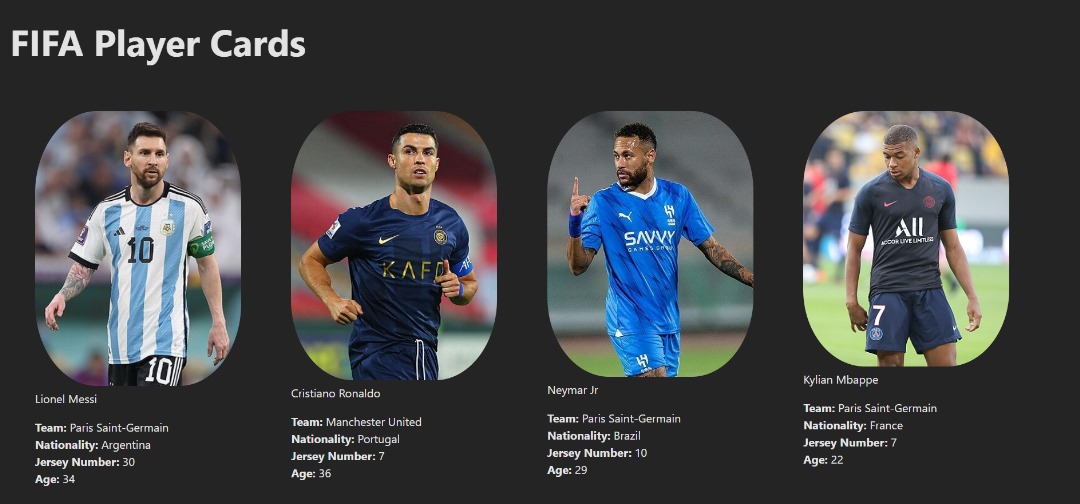 FIFA Player Cards
10
10
Lionel Messi
Team: Paris Saint-Germain
Nationality: Argentina
Jersey Number: 30
Age: 34
KAF
Cristiano Ronaldo
Team: Manchester United
Nationality: Portugal
Jersey Number: 7
Age: 36
SAVVY
GAMES
Neymar Jr
Team: Paris Saint-Germain
Nationality: Brazil
Jersey Number: 10
Age: 29
All
ACCOR LIVE LIMITLESS
7
Kylian Mbappe
Team: Paris Saint-Germain
Nationality: France
Jersey Number: 7
Age: 22